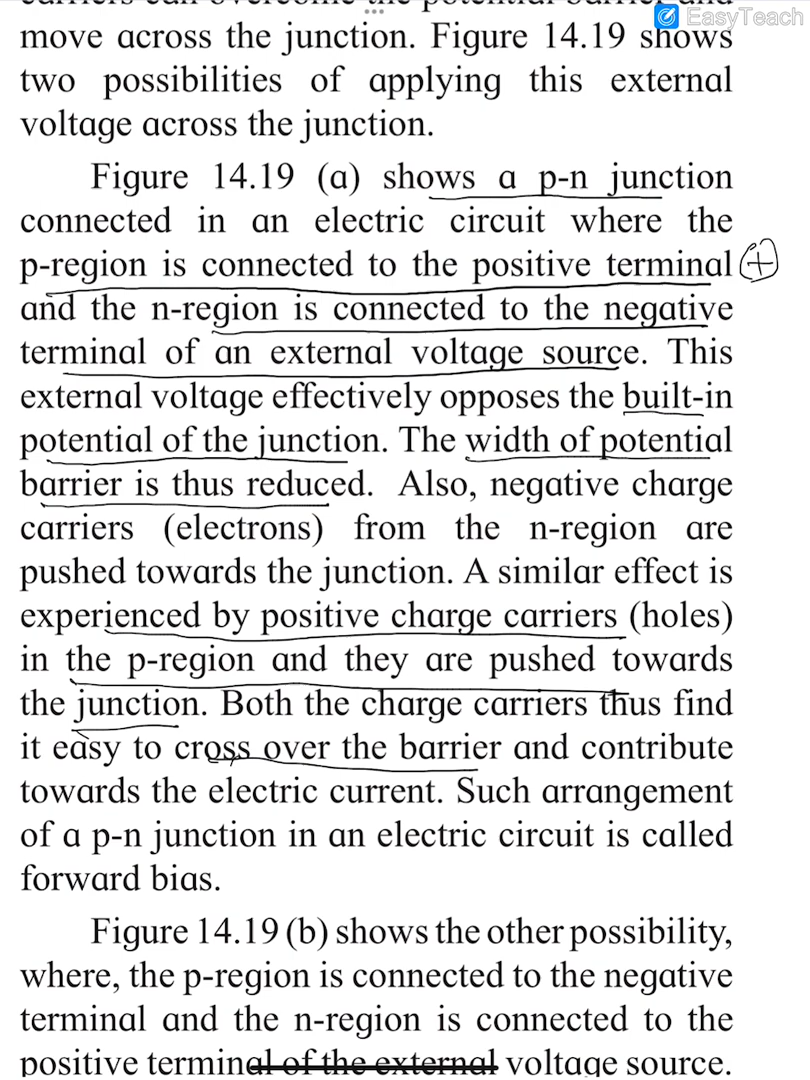 carriers can overcome the potential barrier and
EasyTeach
move across the junction. Figure 14.19 shows
two possibilities of applying this external
voltage across the junction.
Figure 14.19 (a) shows a p-n junction
connected in an electric circuit where the
p-region is connected to the positive terminal +
and the n-region is connected to the negative
terminal of an external voltage source. This
external voltage effectively opposes the built-in
potential of the junction. The width of potential
barrier is thus reduced. Also, negative charge
carriers (electrons) from the n-region are
pushed towards the junction. A similar effect is
experienced by positive charge carriers (holes)
in the p-region and they are pushed towards
the junction. Both the charge carriers thus find
it easy to cross over the barrier and contribute
towards the electric current. Such arrangement
of a p-n junction in an electric circuit is called
forward bias.
Figure 14.19 (b) shows the other possibility,
where, the p-region is connected to the negative
terminal and the n-region is connected to the
positive terminal of the external voltage source.